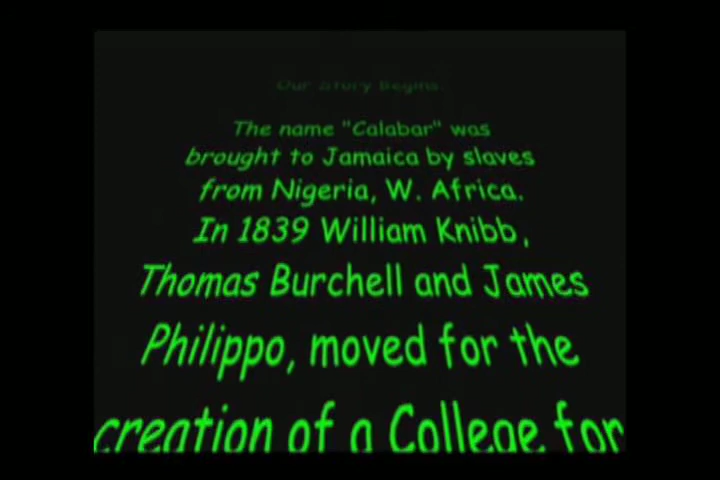 Our Story Begins
The name "Calabar" was
brought to Jamaica by slaves
from Nigeria, W. Africa.
In 1839 William Knibb,
Thomas Burchell and James
Philippo, moved for the
creation of a College for